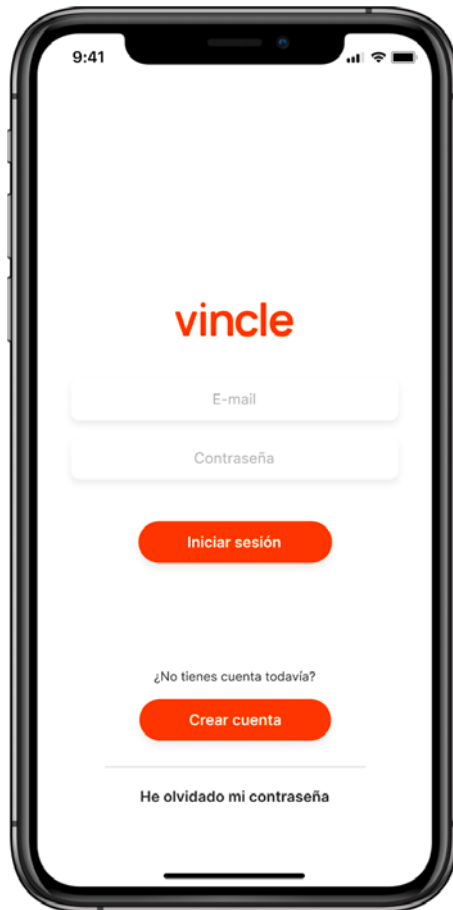 9:41
vincle
E-mail
Contraseña
Iniciar sesión
¿No tienes cuenta todavía?
Crear cuenta
He olvidado mi contraseña